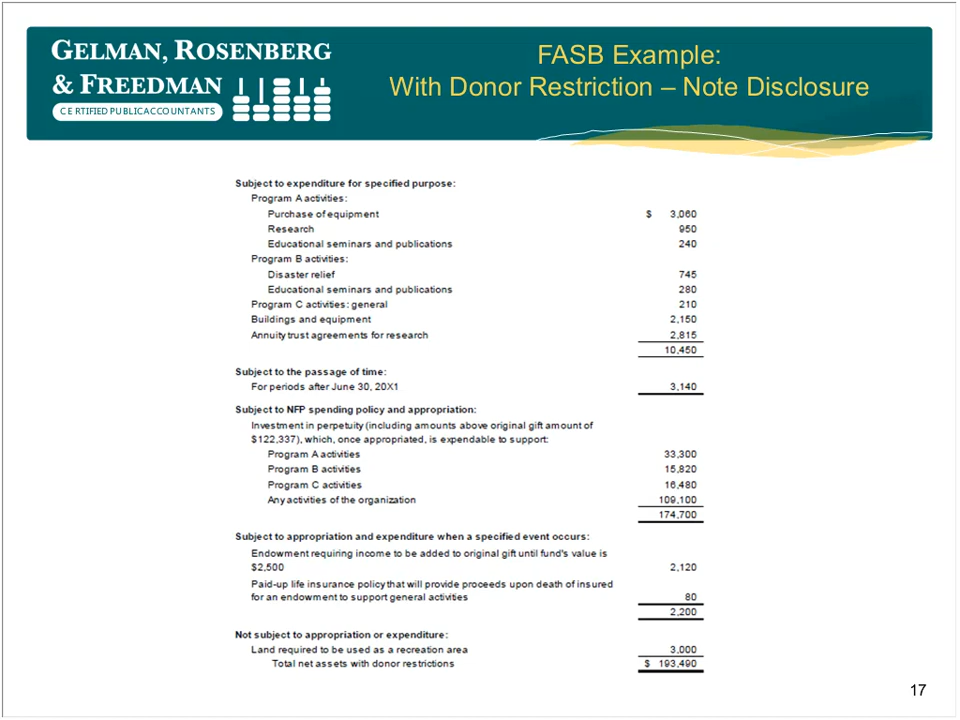 GELMAN, ROSENBERG
& FREEDMAN
CERTIFIED PUBLIC ACCOUNTANTS
FASB Example:
With Donor Restriction – Note Disclosure
Subject to expenditure for specified purpose:
Program A activities:
Purchase of equipment $ 3,060
Research 950
Educational seminars and publications 240
Program B activities:
Disaster relief 745
Educational seminars and publications 280
Program C activities: general 210
Buildings and equipment 2,150
Annuity trust agreements for research 2,815
10,450
Subject to the passage of time:
For periods after June 30, 20X1 3,140
Subject to NFP spending policy and appropriation:
Investment in perpetuity (including amounts above original gift amount of
$122,337), which, once appropriated, is expendable to support:
Program A activities 33,300
Program B activities 15,820
Program C activities 16,480
Any activities of the organization 109,100
174,700
Subject to appropriation and expenditure when a specified event occurs:
Endowment requiring income to be added to original gift until fund's value is
$2,500 2,120
Paid-up life insurance policy that will provide proceeds upon death of insured
for an endowment to support general activities 80
2,200
Not subject to appropriation or expenditure:
Land required to be used as a recreation area 3,000
Total net assets with donor restrictions $ 193,490
17